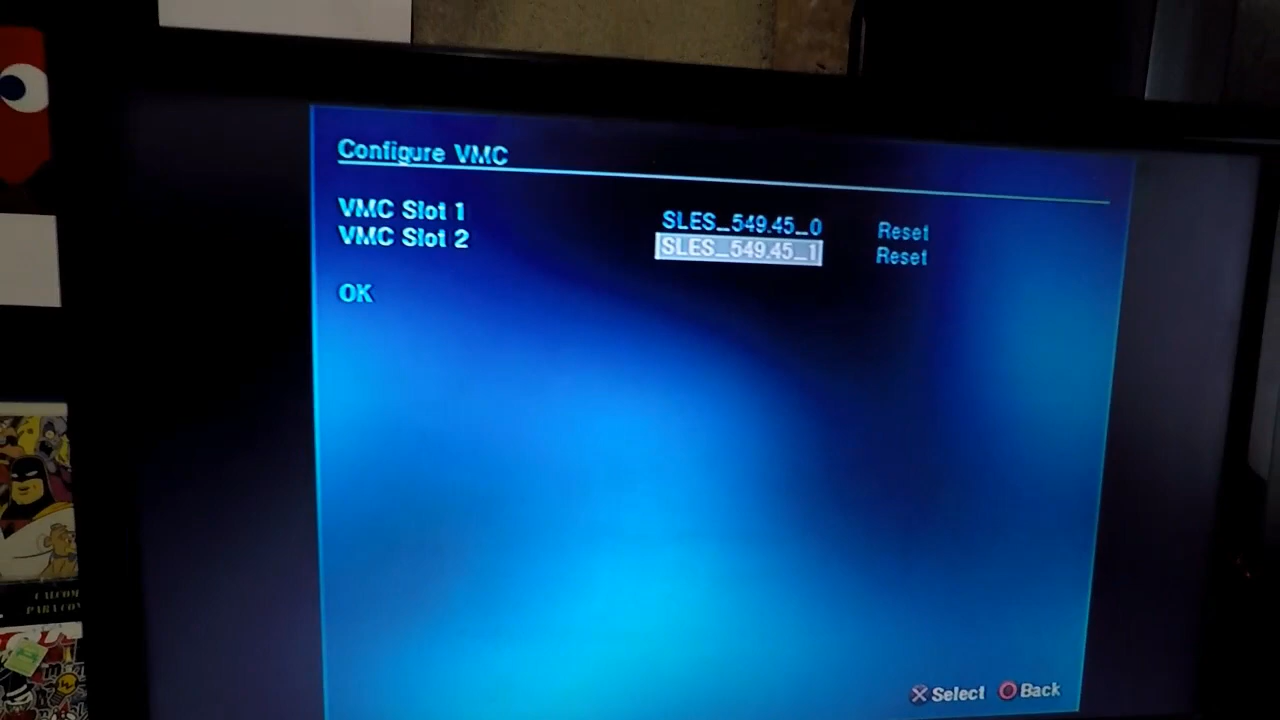 Configure VMC
VMC Slot 1 SLES_549.45_0 Reset
VMC Slot 2 SLES_549.45_1 Reset
OK
Select Back